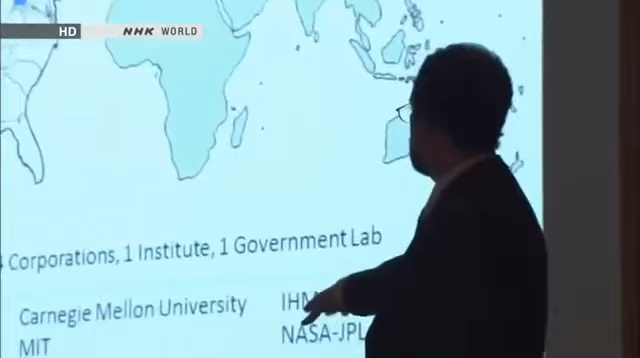 HD NHK WORLD
Corporations, 1 Institute, 1 Government Lab
Carnegie Mellon University
MIT
NASA-JPL